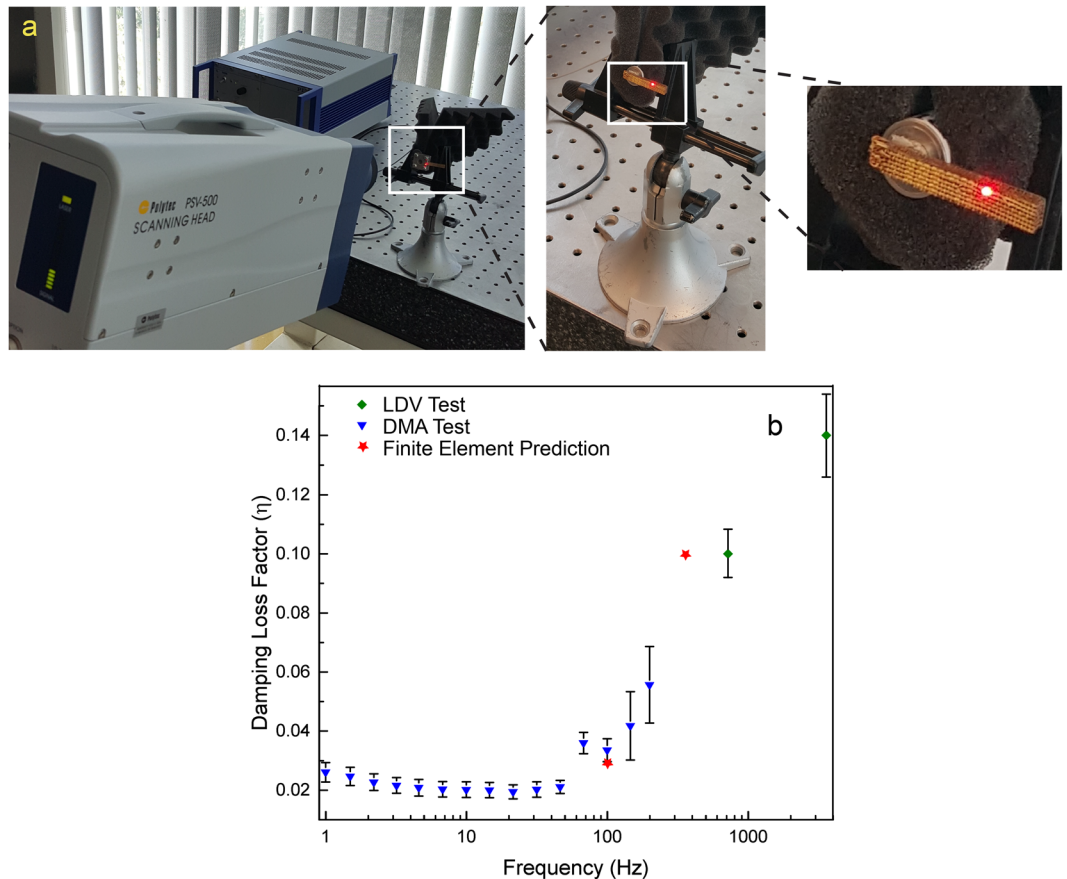 a
Polytec PSV-500
SCANNING HEAD
LDV Test
DMA Test
Finite Element Prediction
b
Damping Loss Factor (η)
0.14
0.12
0.10
0.08
0.06
0.04
0.02
1 10 100 1000
Frequency (Hz)